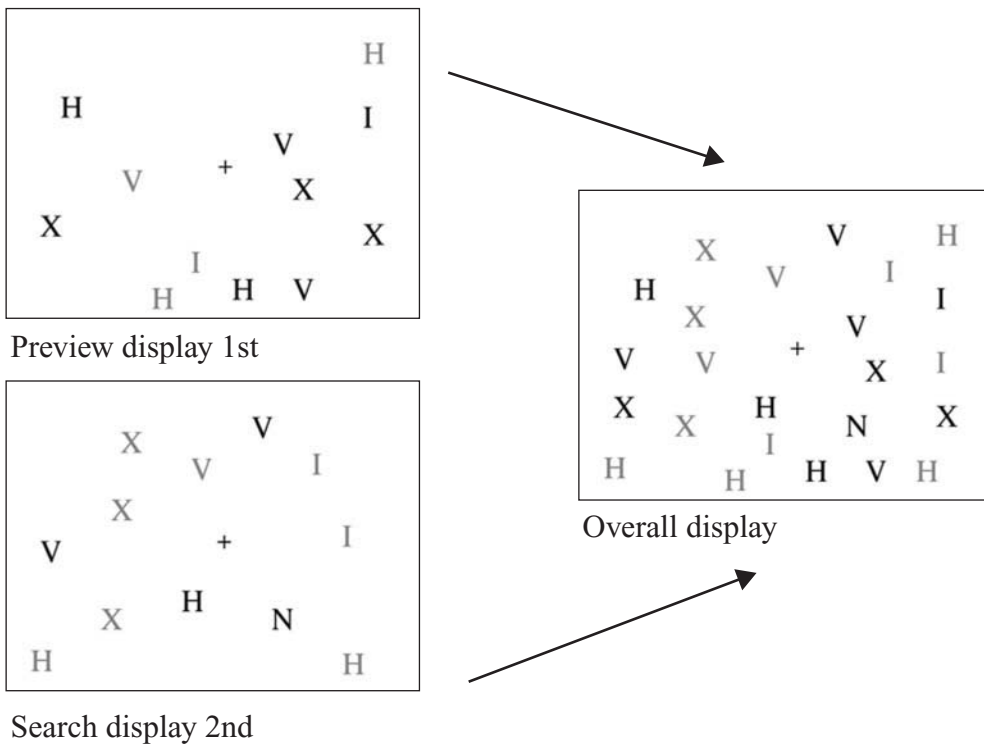 H
H
I
V
+
V
X
X
X
I
H
H
V
Preview display 1st
V
X
V
I
X
+
I
V
H
X
N
H
H
Search display 2nd
V
H
X
V
I
H
I
X
V
+
V
V
I
X
X
H
X
X
N
I
H
H
V
H
H
Overall display